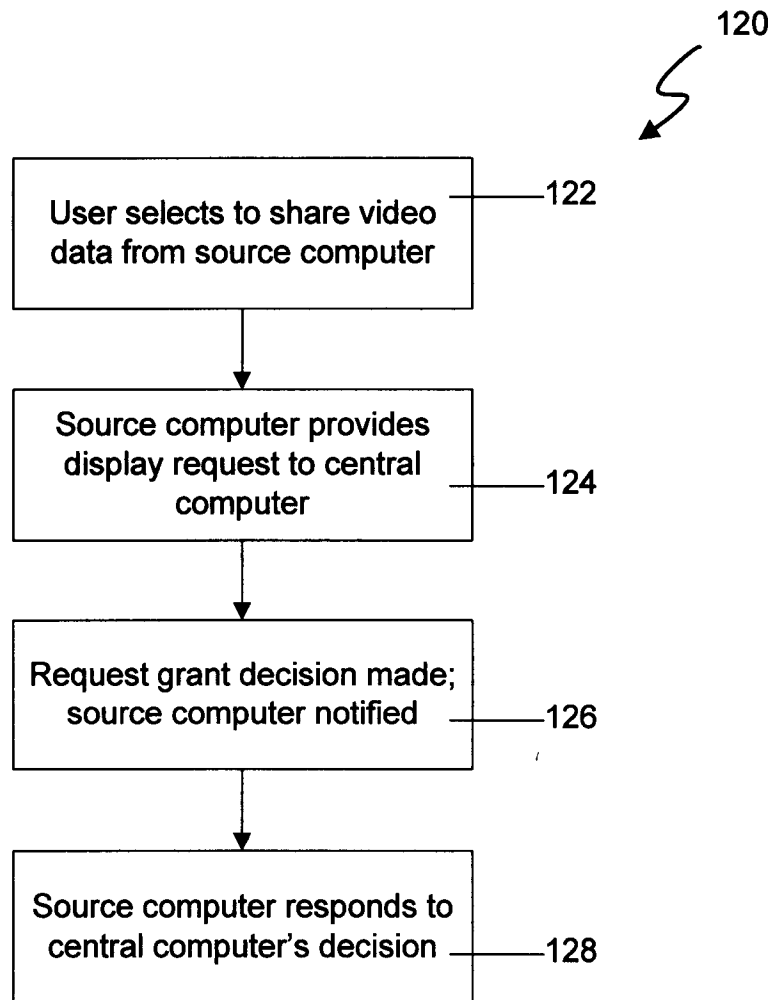 120
User selects to share video
data from source computer
122
Source computer provides
display request to central
computer
124
Request grant decision made;
source computer notified
126
Source computer responds to
central computer's decision
128